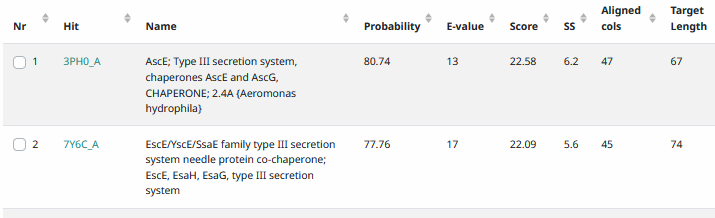 Nr Hit Name Probability E-value Score SS Aligned cols Target Length
1 3PH0_A AscE; Type III secretion system, 80.74 13 22.58 6.2 47 67
chaperones AscE and AscG,
CHAPERONE; 2.4A {Aeromonas
hydrophila}
2 7Y6C_A EscE/YscE/SsaE family type III secretion 77.76 17 22.09 5.6 45 74
system needle protein co-chaperone;
EscE, EsaH, EsaG, type III secretion
system